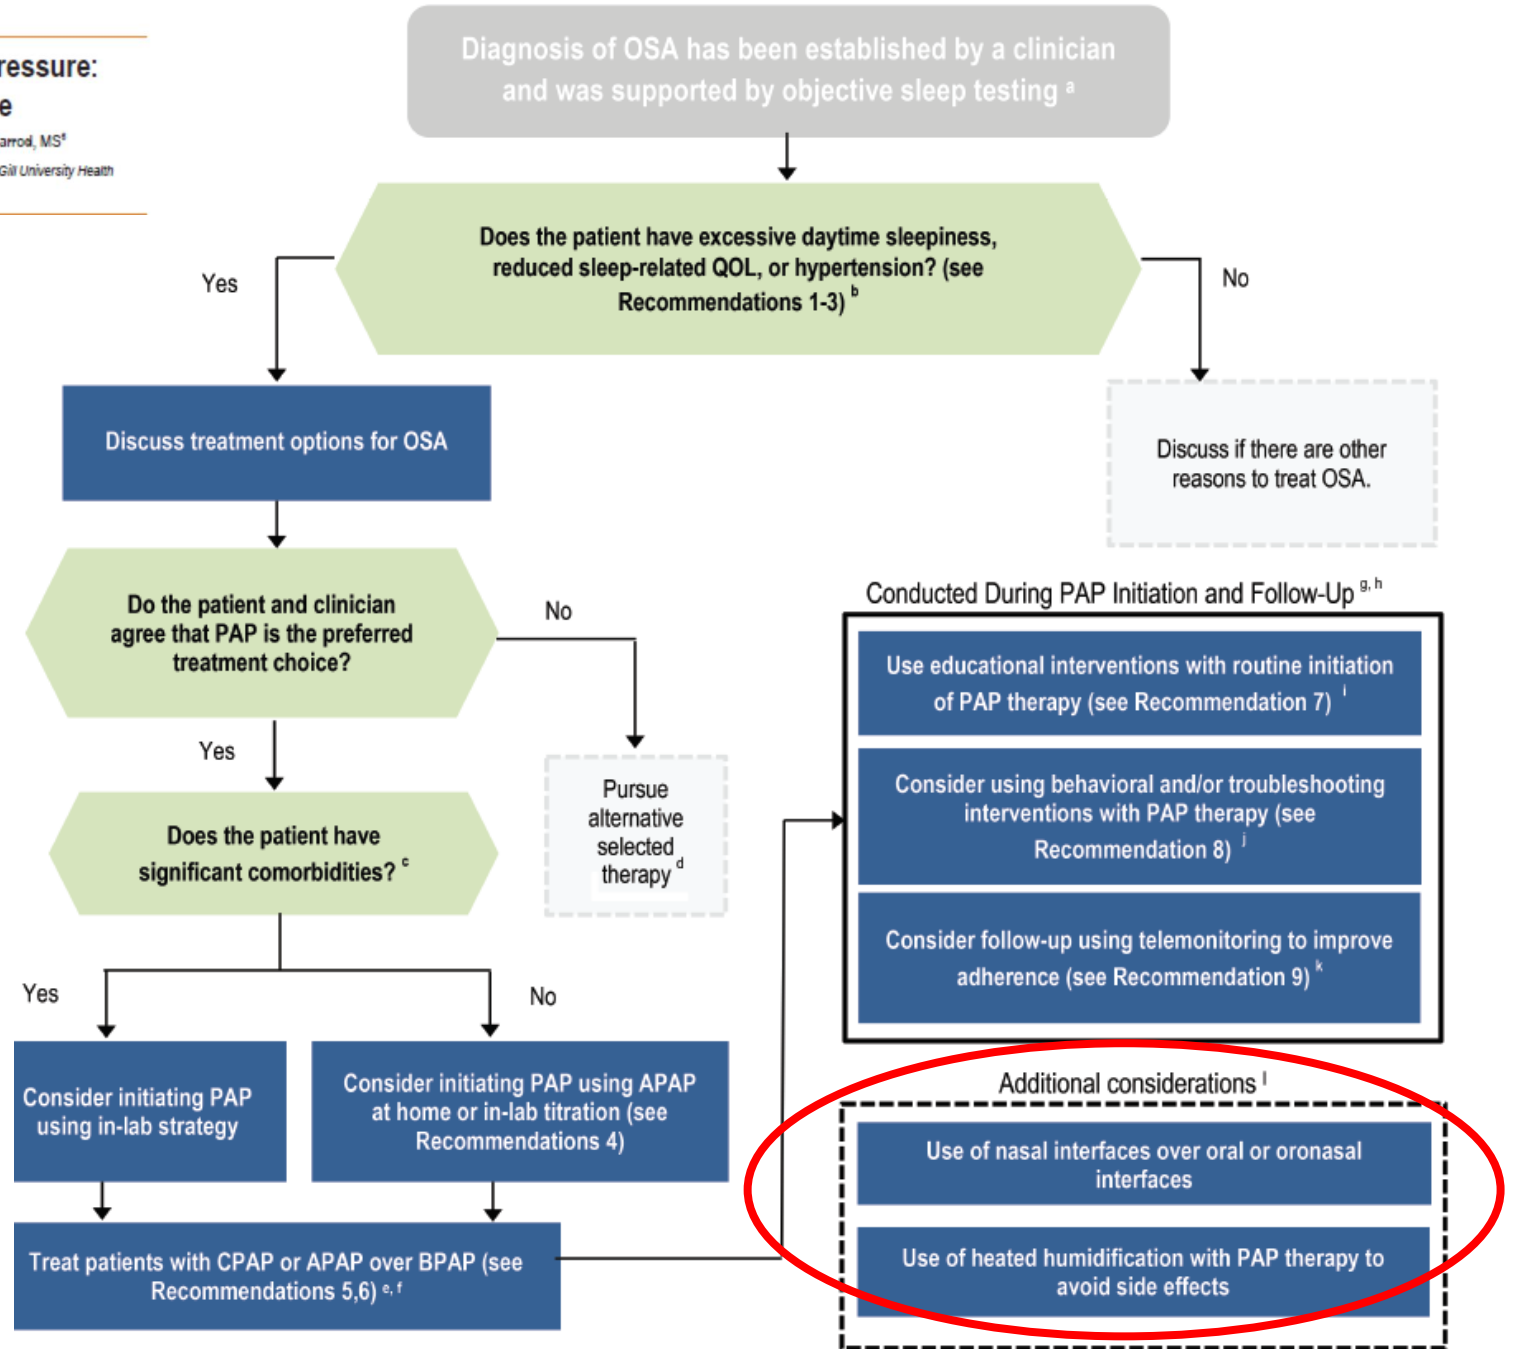 ressure:
e
arrod, MS
Gill University Health
Diagnosis of OSA has been established by a clinician
and was supported by objective sleep testing a
Does the patient have excessive daytime sleepiness,
reduced sleep-related QOL, or hypertension? (see
Recommendations 1-3) b
Yes
No
Discuss treatment options for OSA
Discuss if there are other
reasons to treat OSA.
Do the patient and clinician
agree that PAP is the preferred
treatment choice?
No
Yes
Pursue
alternative
selected
therapy d
Does the patient have
significant comorbidities? c
Yes
No
Consider initiating PAP
using in-lab strategy
Consider initiating PAP using APAP
at home or in-lab titration (see
Recommendations 4)
Treat patients with CPAP or APAP over BPAP (see
Recommendations 5,6) e, f
Conducted During PAP Initiation and Follow-Up g, h
Use educational interventions with routine initiation
of PAP therapy (see Recommendation 7) i
Consider using behavioral and/or troubleshooting
interventions with PAP therapy (see
Recommendation 8) j
Consider follow-up using telemonitoring to improve
adherence (see Recommendation 9) k
Additional considerations l
Use of nasal interfaces over oral or oronasal
interfaces
Use of heated humidification with PAP therapy to
avoid side effects